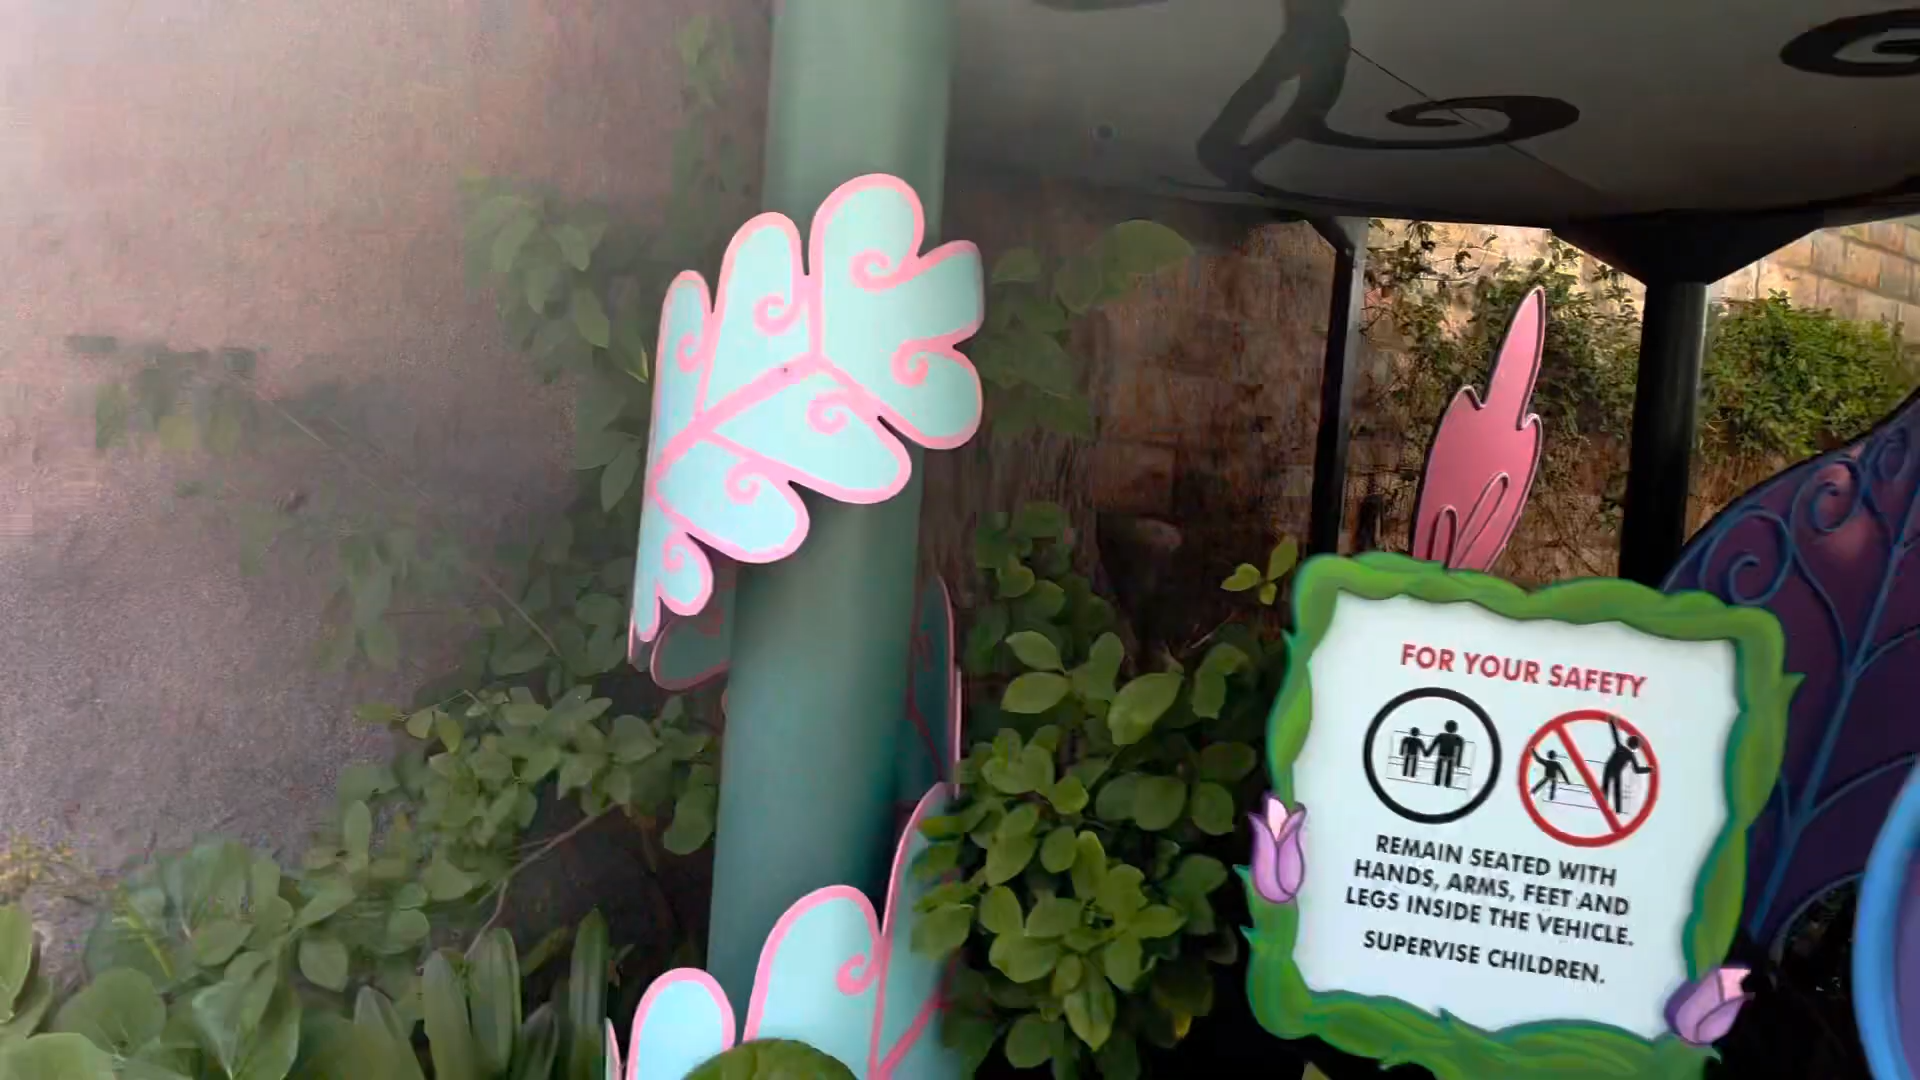 FOR YOUR SAFETY
REMAIN SEATED WITH
HANDS, ARMS, FEET AND
LEGS INSIDE THE VEHICLE.
SUPERVISE CHILDREN.